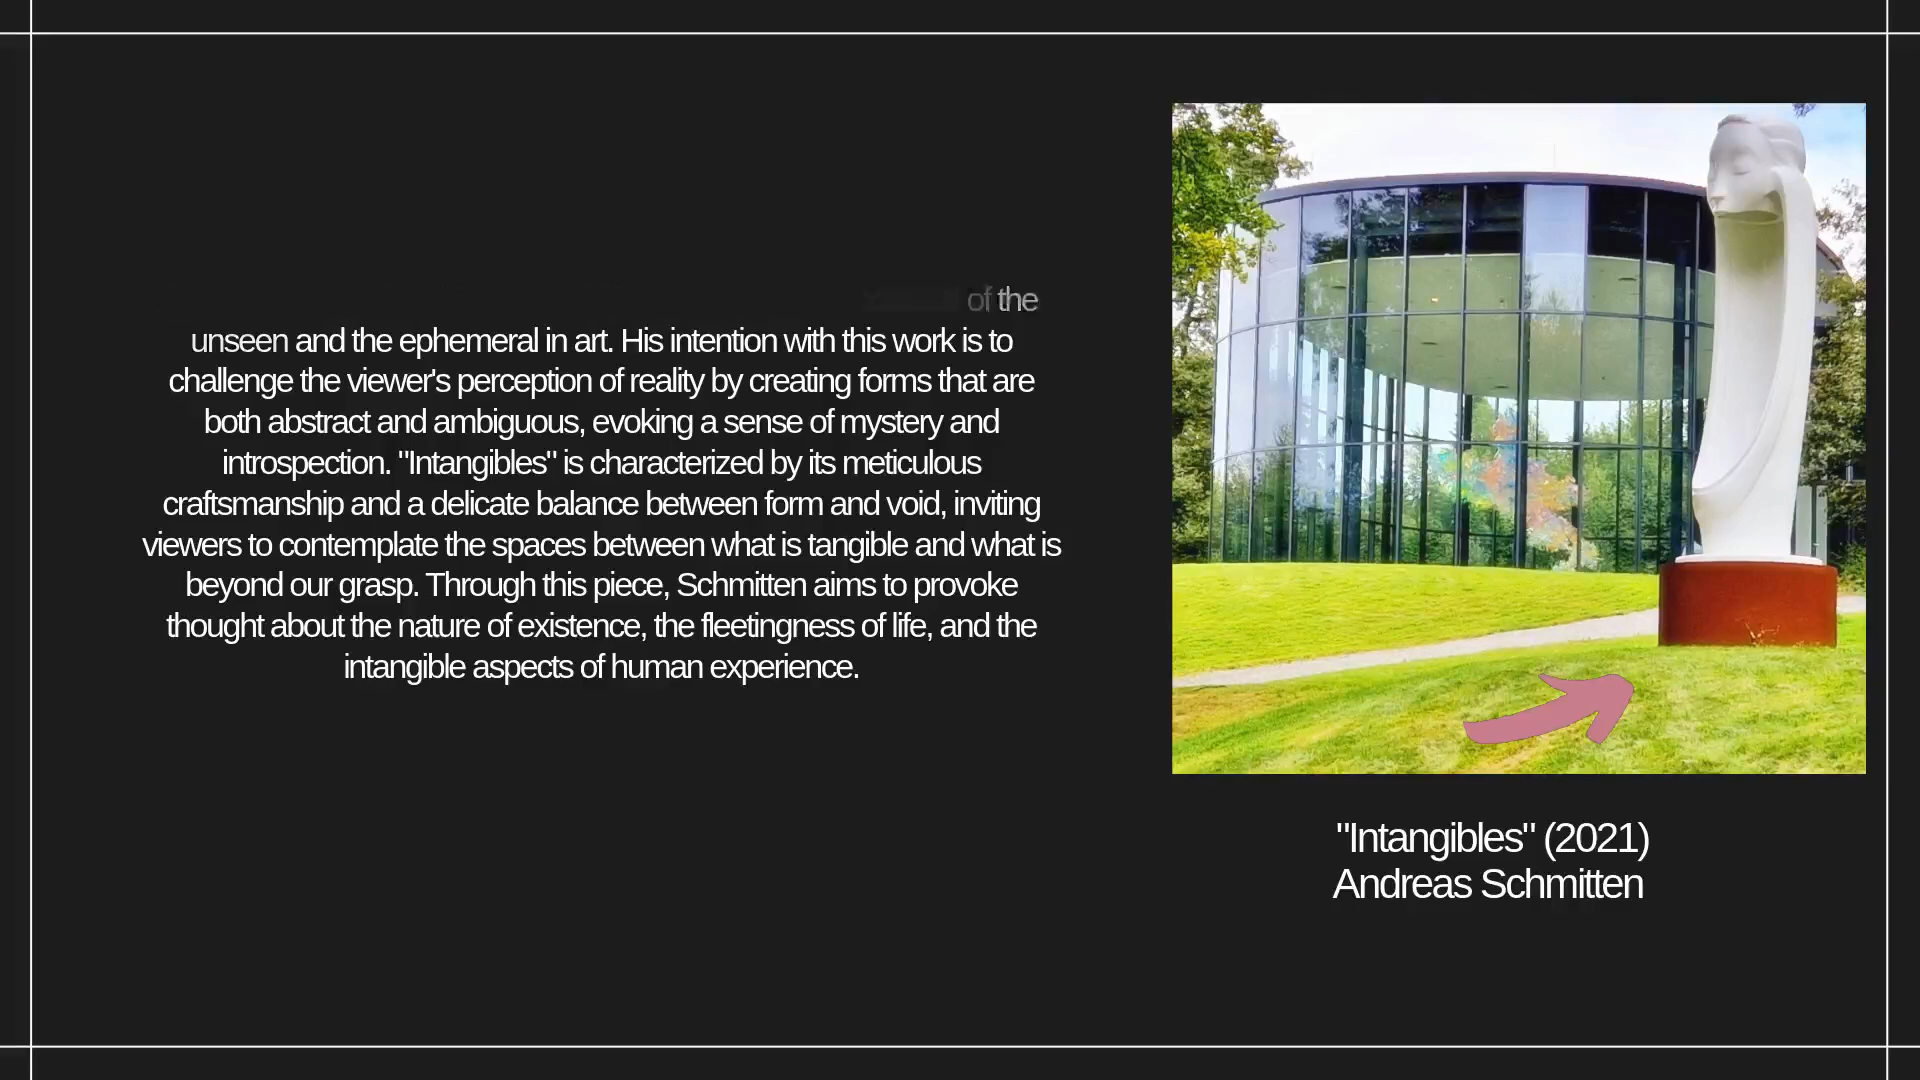 of the
unseen and the ephemeral in art. His intention with this work is to
challenge the viewer's perception of reality by creating forms that are
both abstract and ambiguous, evoking a sense of mystery and
introspection. "Intangibles" is characterized by its meticulous
craftsmanship and a delicate balance between form and void, inviting
viewers to contemplate the spaces between what is tangible and what is
beyond our grasp. Through this piece, Schmitten aims to provoke
thought about the nature of existence, the fleetingness of life, and the
intangible aspects of human experience.
"Intangibles" (2021)
Andreas Schmitten